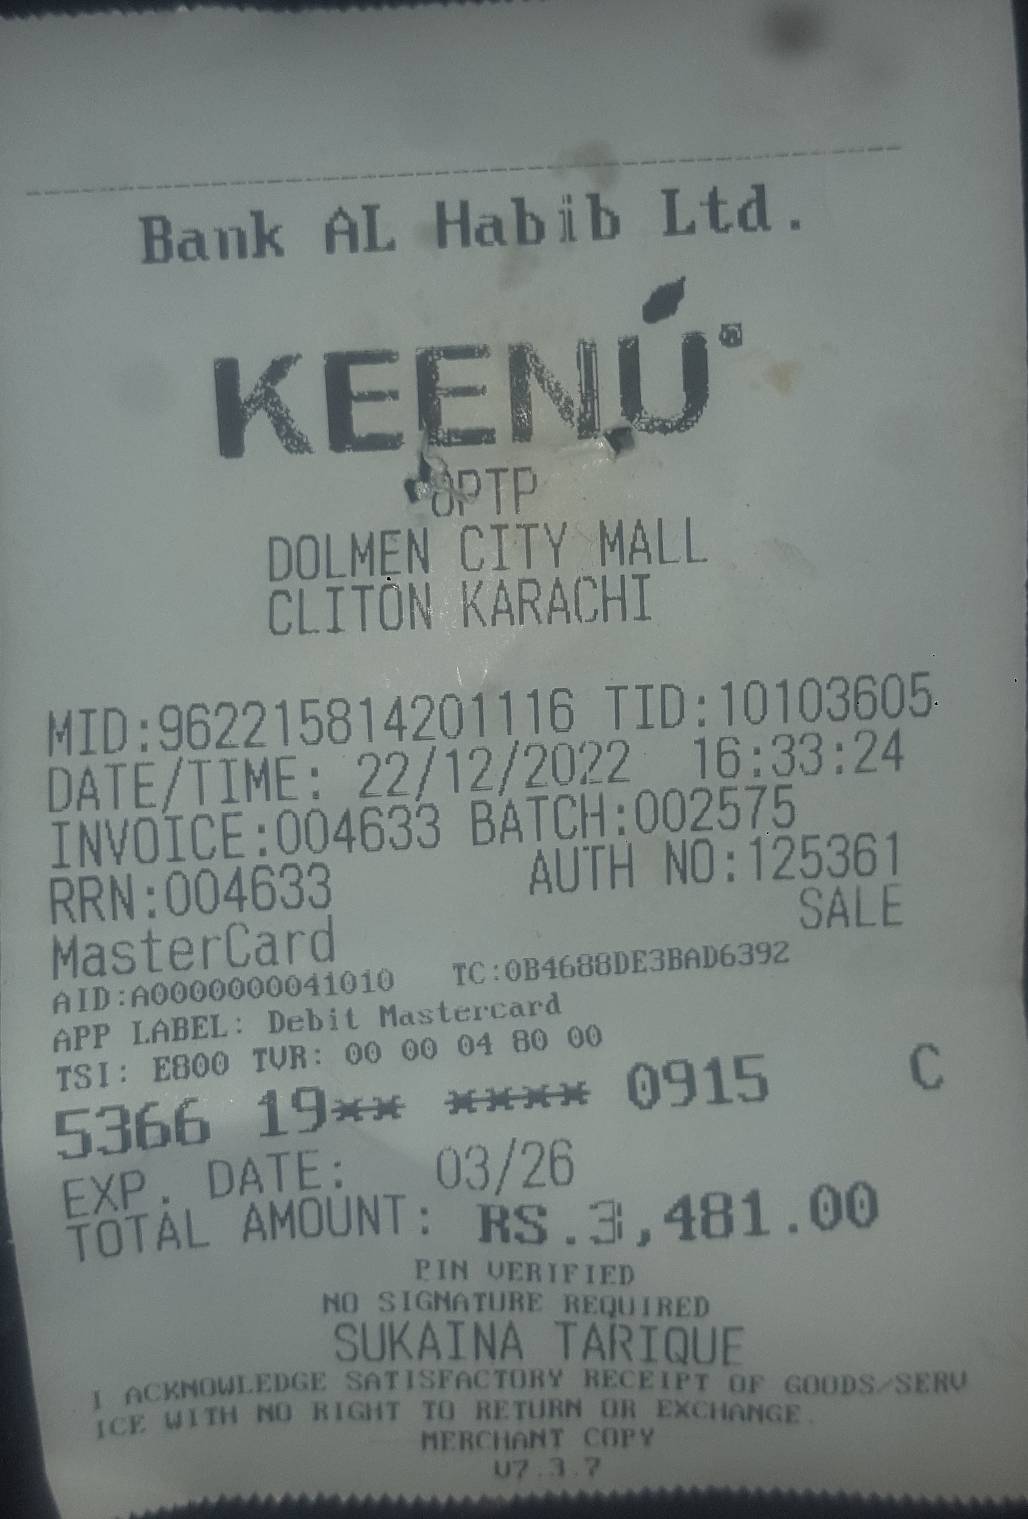 Bank AL Habib Ltd.
KEENÚ®
OPTP
DOLMEN CITY MALL
CLITON KARACHI
MID:962215814201116 TID:10103605
DATE/TIME: 22/12/2022 16:33:24
INVOICE:004633 BATCH:002575
RRN:004633 AUTH NO:125361
MasterCard SALE
AID:A0000000041010 TC:0B4688DE3BAD6392
APP LABEL: Debit Mastercard
TSI: E800 TVR: 00 00 04 80 00
5366 19** **** 0915 C
EXP. DATE: 03/26
TOTAL AMOUNT: RS.3,481.00
PIN VERIFIED
NO SIGNATURE REQUIRED
SUKAINA TARIQUE
I ACKNOWLEDGE SATISFACTORY RECEIPT OF GOODS/SERV
ICE WITH NO RIGHT TO RETURN OR EXCHANGE.
MERCHANT COPY
V7.3.7